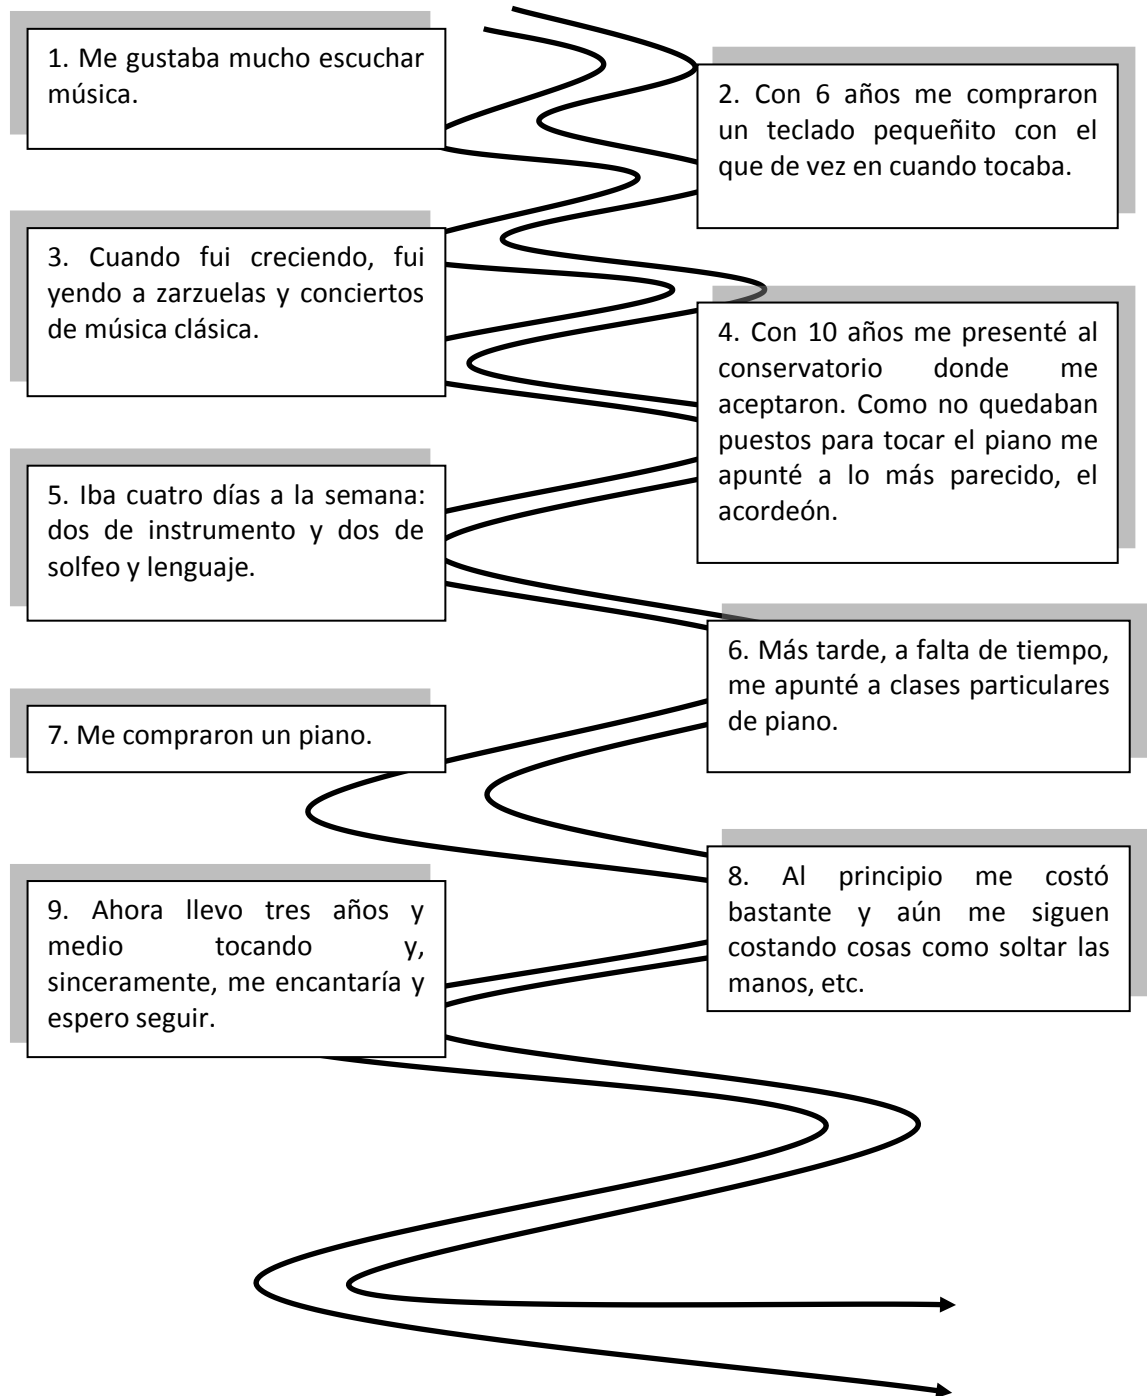 1. Me gustaba mucho escuchar
música.
2. Con 6 años me compraron
un teclado pequeñito con el
que de vez en cuando tocaba.
3. Cuando fui creciendo, fui
yendo a zarzuelas y conciertos
de música clásica.
4. Con 10 años me presenté al
conservatorio donde me
aceptaron. Como no quedaban
puestos para tocar el piano me
apunté a lo más parecido, el
acordeón.
5. Iba cuatro días a la semana:
dos de instrumento y dos de
solfeo y lenguaje.
6. Más tarde, a falta de tiempo,
me apunté a clases particulares
de piano.
7. Me compraron un piano.
8. Al principio me costó
bastante y aún me siguen
costando cosas como soltar las
manos, etc.
9. Ahora llevo tres años y
medio tocando y,
sinceramente, me encantaría y
espero seguir.